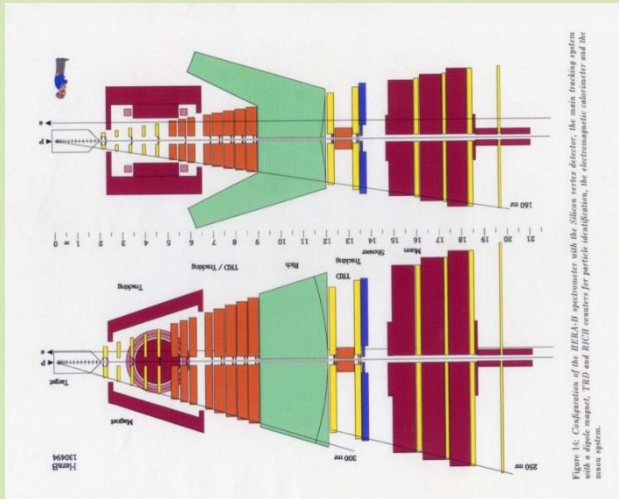 e
P
160 mr
0 m 1 2 3 4 5 6 7 8 9 10 11 12 13 14 15 16 17 18 19 20 21
Tracking
TRD / Tracking
Rich
TRD
Tracking
Shower
Muon
e
P
Target
Magnet
300 mr
250 mr
HeraB
130494
Figure 14: Configuration of the HERA-B spectrometer with the Silicon vertex detector, the main tracking system
with a dipole magnet, TRD and RICH counters for particle identification, the electromagnetic calorimeter and the
muon system.